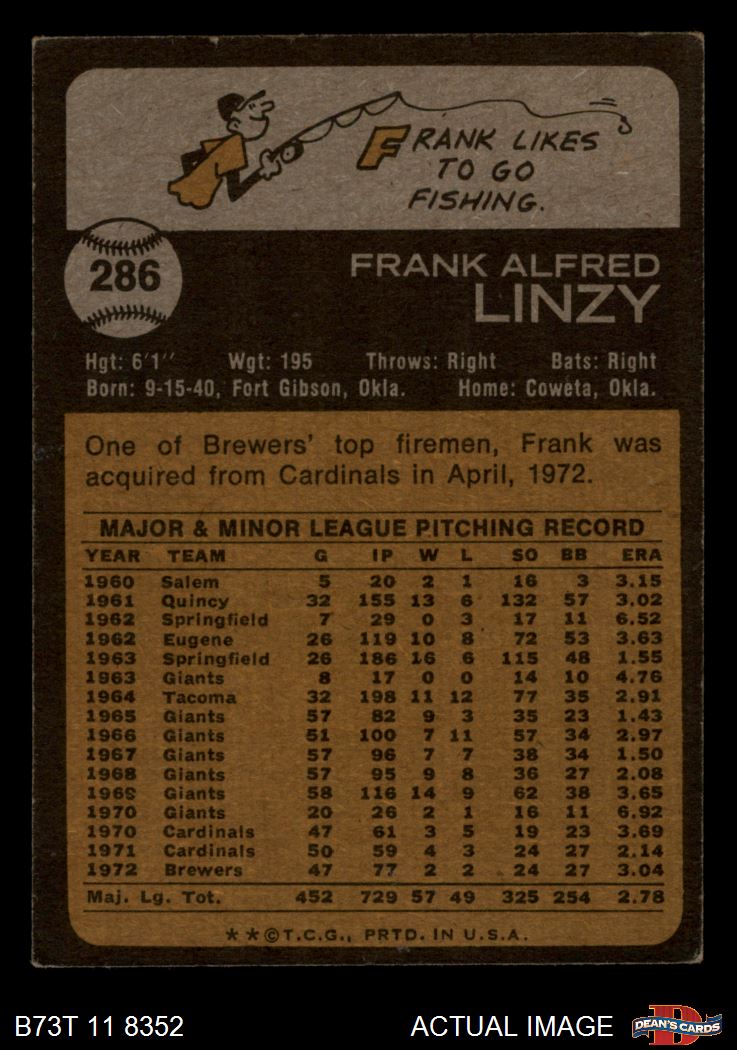 FRANK LIKES
TO GO
FISHING.
286
FRANK ALFRED
LINZY
Hgt: 6'1" Wgt: 195 Throws: Right Bats: Right
Born: 9-15-40, Fort Gibson, Okla. Home: Coweta, Okla.
One of Brewers' top firemen, Frank was
acquired from Cardinals in April, 1972.
MAJOR & MINOR LEAGUE PITCHING RECORD
YEAR TEAM G IP W L SO BB ERA
1960 Salem 5 20 2 1 16 3 3.15
1961 Quincy 32 155 13 6 132 57 3.02
1962 Springfield 7 29 0 3 17 11 6.52
1962 Eugene 26 119 10 8 72 53 3.63
1963 Springfield 26 186 16 6 115 48 1.55
1963 Giants 8 17 0 0 14 10 4.76
1964 Tacoma 32 198 11 12 77 35 2.91
1965 Giants 57 82 9 3 35 23 1.43
1966 Giants 51 100 7 11 57 34 2.97
1967 Giants 57 96 7 7 38 34 1.50
1968 Giants 57 95 9 8 36 27 2.08
1969 Giants 58 116 14 9 62 38 3.65
1970 Giants 20 26 2 1 16 11 6.92
1970 Cardinals 47 61 3 5 19 23 3.69
1971 Cardinals 50 59 4 3 24 27 2.14
1972 Brewers 47 77 2 2 24 27 3.04
Maj. Lg. Tot. 452 729 57 49 325 254 2.78
**©T.C.G., PRTD. IN U.S.A.
B73T 11 8352 ACTUAL IMAGE
DEAN'S CARDS